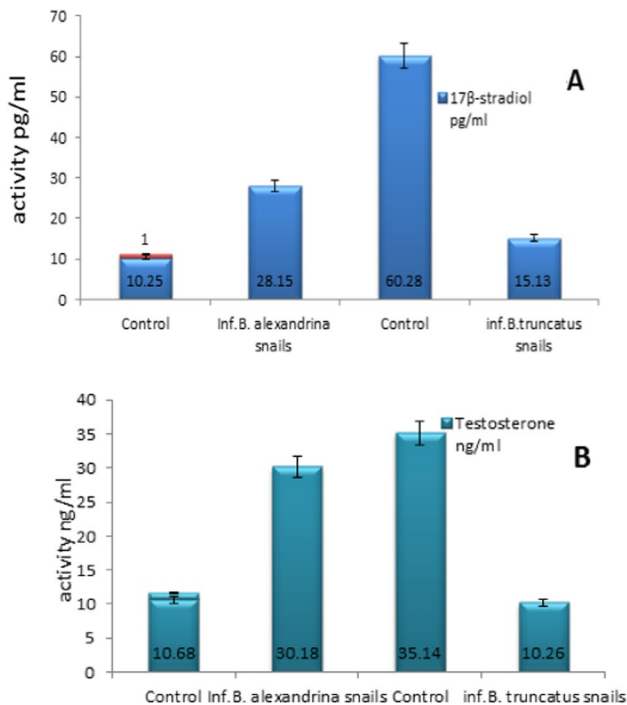 70
60
50
40
30
20
10
0
activity pg/ml
A
17β-stradiol
pg/ml
1
10.25
28.15
60.28
15.13
Control
Inf.B. alexandrina
snails
Control
inf.B.truncatus
snails
40
35
30
25
20
15
10
5
0
activity ng/ml
Testosterone
ng/ml
B
10.68
30.18
35.14
10.26
Control Inf.B. alexandrina snails Control inf.B. truncatus snails